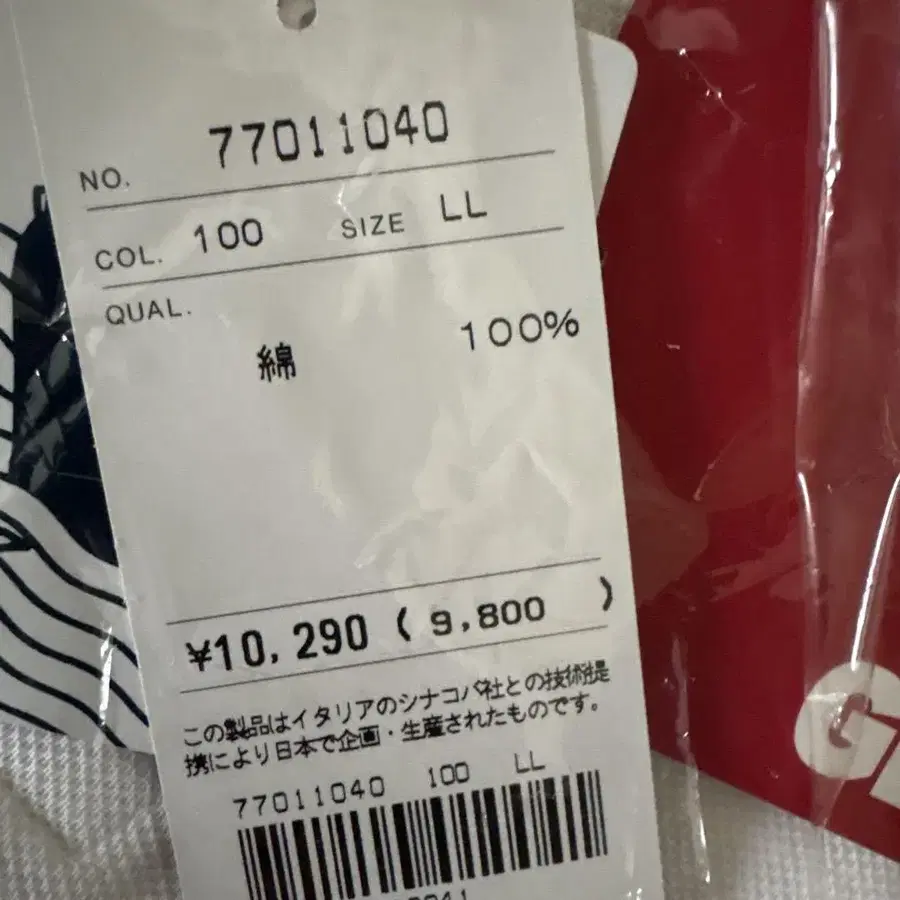 NO. 77011040
COL. 100 SIZE LL
QUAL.
綿 100%
¥10,290 ( 9,800 )
この製品はイタリアのシナコバ社との技術提
携により日本で企画・生産されたものです。
77011040 100 LL